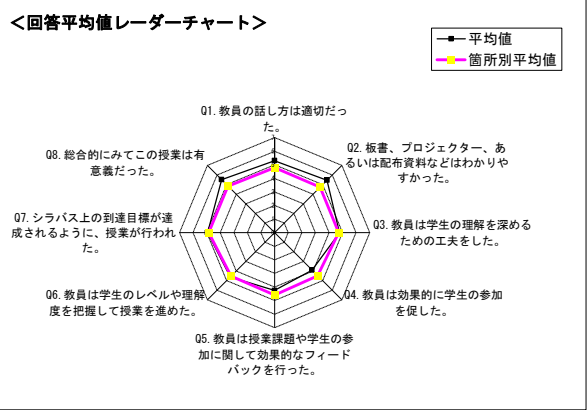 ＜回答平均値レーダーチャート＞
平均値
箇所別平均値
Q1. 教員の話し方は適切だっ
た。
Q2. 板書、プロジェクター、あ
るいは配布資料などはわかりや
すかった。
Q3. 教員は学生の理解を深める
ための工夫をした。
Q4. 教員は効果的に学生の参加
を促した。
Q5. 教員は授業課題や学生の参
加に関して効果的なフィード
バックを行った。
Q6. 教員は学生のレベルや理解
度を把握して授業を進めた。
Q7. シラバス上の到達目標が達
成されるように、授業が行われ
た。
Q8. 総合的にみてこの授業は有
意義だった。